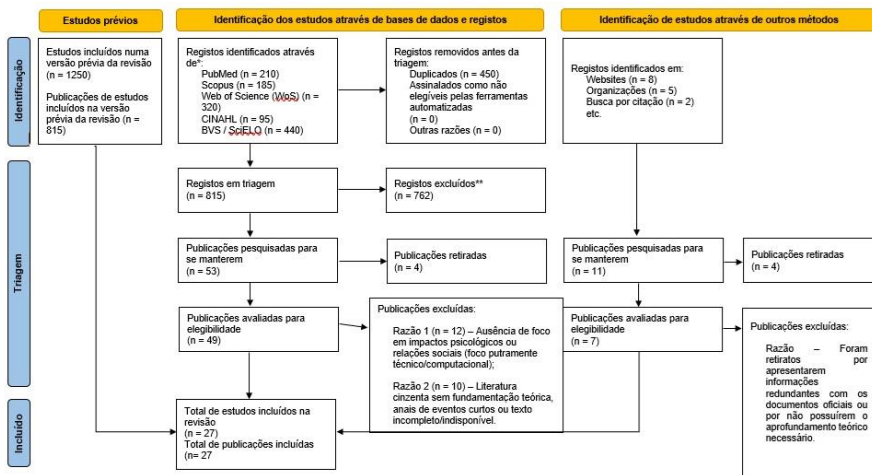 Estudos prévios
Identificação dos estudos através de bases de dados e registos
Identificação de estudos através de outros métodos
Identificação
Estudos incluídos numa
versão prévia da revisão
(n = 1250)
Publicações de estudos
incluídos na versão
prévia da revisão (n =
815)
Registos identificados através
de*:
PubMed (n = 210)
Scopus (n = 185)
Web of Science (WoS) (n =
320)
CINAHL (n = 95)
BVS / SciELO (n = 440)
Registos removidos antes da
triagem:
Duplicados (n = 450)
Assinalados como não
elegíveis pelas ferramentas
automatizadas
(n = 0)
Outras razões (n = 0)
Registos identificados em:
Websites (n = 8)
Organizações (n = 5)
Busca por citação (n = 2)
etc.
Triagem
Registos em triagem
(n = 815)
Registos excluídos**
(n = 762)
Publicações pesquisadas para
se manterem
(n = 53)
Publicações retiradas
(n = 4)
Publicações pesquisadas para
se manterem
(n = 11)
Publicações retiradas
(n = 4)
Publicações avaliadas para
elegibilidade
(n = 49)
Publicações excluídas:
Razão 1 (n = 12) – Ausência de foco
em impactos psicológicos ou
relações sociais (foco putramente
técnico/computacional);
Razão 2 (n = 10) – Literatura
cinzenta sem fundamentação teórica,
anais de eventos curtos ou texto
incompleto/indisponível.
Publicações avaliadas para
elegibilidade
(n = 7)
Publicações excluídas:
Razão – Foram
retiratos por
apresentarem
informações
redundantes com os
documentos oficiais ou
por não possuírem o
aprofundamento teórico
necessário.
Incluído
Total de estudos incluídos na
revisão
(n = 27)
Total de publicações incluídas
(n= 27